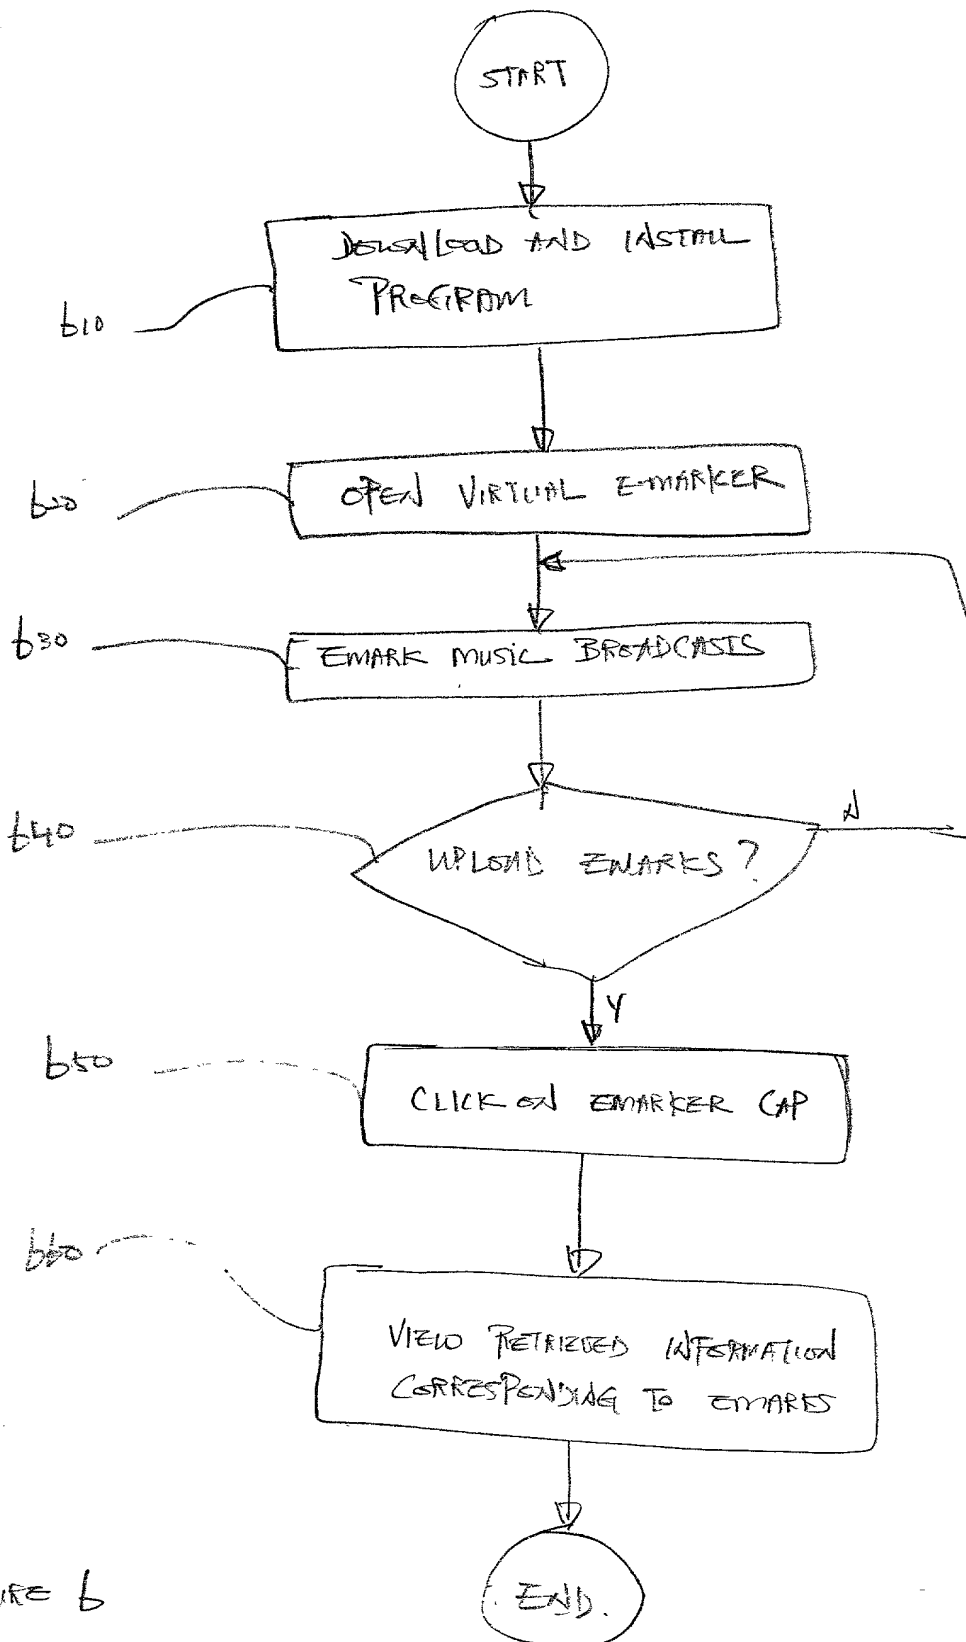 START
DOWNLOAD AND INSTALL
PROGRAM
610
OPEN VIRTUAL E-MARKER
620
630
EMARK MUSIC BROADCASTS
640
UPLOAD EMARKS?
N
Y
650
CLICK ON EMARKER CAP
660
VIEW RETRIEVED INFORMATION
CORRESPONDING TO EMARKS
URE 6
END.